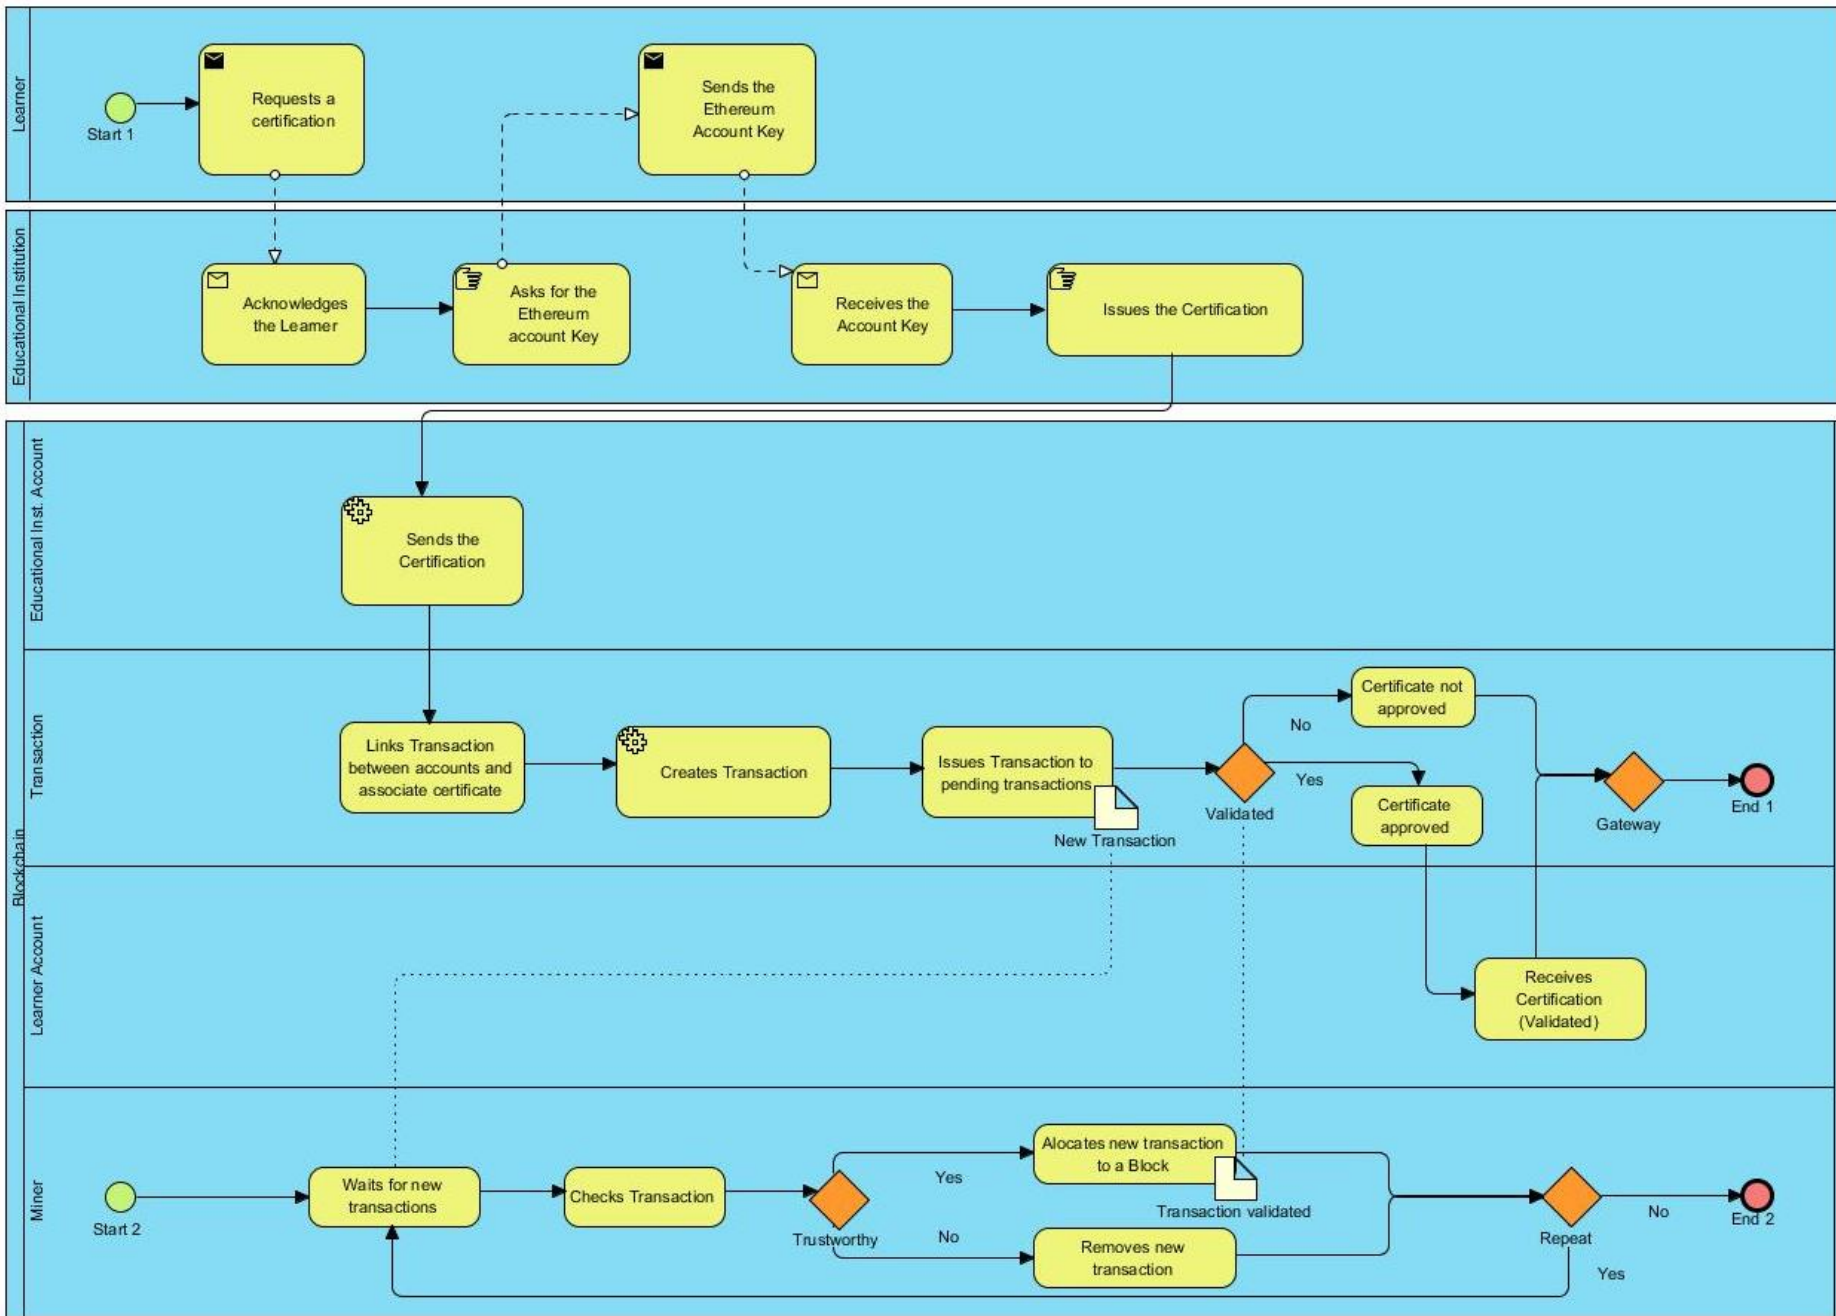 Learner
Start 1
Requests a
certification
Sends the
Ethereum
Account Key
Educational Institution
Acknowledges
the Learner
Asks for the
Ethereum
account Key
Receives the
Account Key
Issues the Certification
Blockchain
Educational Inst. Account
Sends the
Certification
Transaction
Links Transaction
between accounts and
associate certificate
Creates Transaction
Issues Transaction to
pending transactions
New Transaction
Validated
No
Yes
Certificate not
approved
Certificate
approved
Gateway
End 1
Learner Account
Receives
Certification
(Validated)
Miner
Start 2
Waits for new
transactions
Checks Transaction
Trustworthy
Yes
No
Alocates new transaction
to a Block
Transaction validated
Removes new
transaction
Repeat
No
Yes
End 2